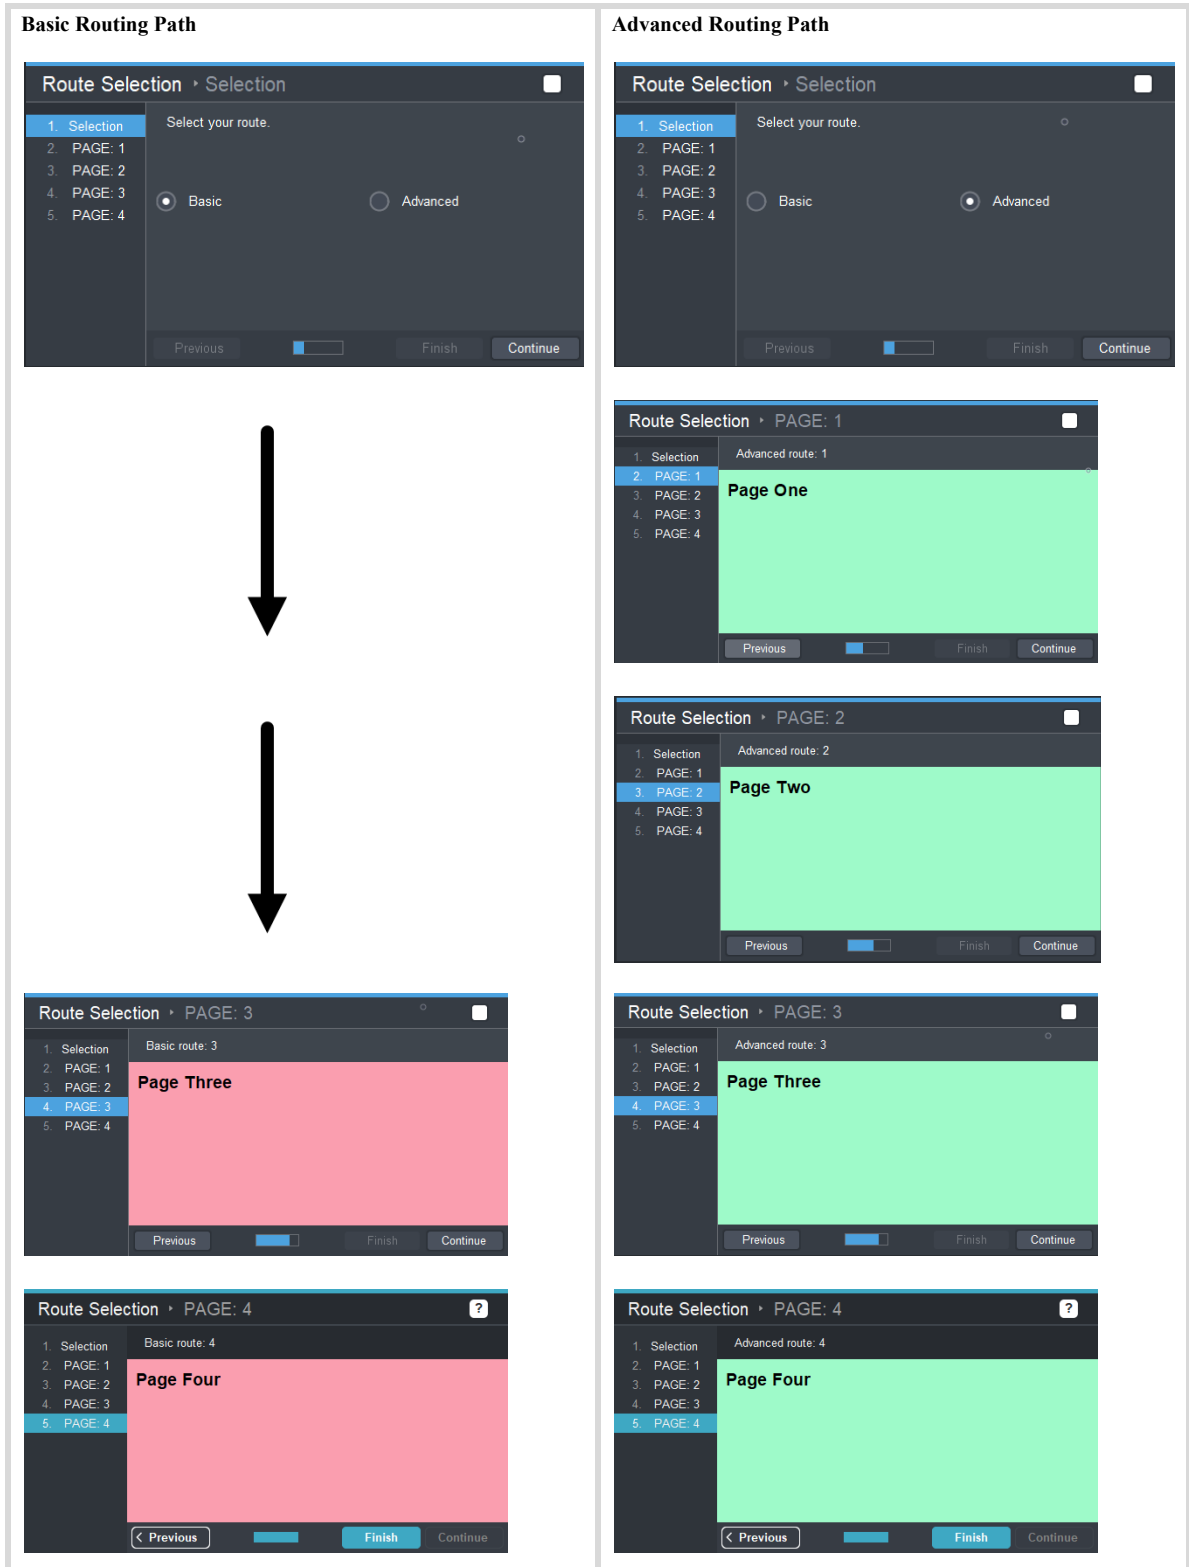 Basic Routing Path
Route Selection ‣ Selection
1. Selection
2. PAGE: 1
3. PAGE: 2
4. PAGE: 3
5. PAGE: 4
Select your route.
Basic Advanced
Previous Finish Continue
Route Selection ‣ PAGE: 3
1. Selection
2. PAGE: 1
3. PAGE: 2
4. PAGE: 3
5. PAGE: 4
Basic route: 3
Page Three
Previous Finish Continue
Route Selection ‣ PAGE: 4
?
1. Selection
2. PAGE: 1
3. PAGE: 2
4. PAGE: 3
5. PAGE: 4
Basic route: 4
Page Four
< Previous Finish Continue
Advanced Routing Path
Route Selection ‣ Selection
1. Selection
2. PAGE: 1
3. PAGE: 2
4. PAGE: 3
5. PAGE: 4
Select your route.
Basic Advanced
Previous Finish Continue
Route Selection ‣ PAGE: 1
1. Selection
2. PAGE: 1
3. PAGE: 2
4. PAGE: 3
5. PAGE: 4
Advanced route: 1
Page One
Previous Finish Continue
Route Selection ‣ PAGE: 2
1. Selection
2. PAGE: 1
3. PAGE: 2
4. PAGE: 3
5. PAGE: 4
Advanced route: 2
Page Two
Previous Finish Continue
Route Selection ‣ PAGE: 3
1. Selection
2. PAGE: 1
3. PAGE: 2
4. PAGE: 3
5. PAGE: 4
Advanced route: 3
Page Three
Previous Finish Continue
Route Selection ‣ PAGE: 4
?
1. Selection
2. PAGE: 1
3. PAGE: 2
4. PAGE: 3
5. PAGE: 4
Advanced route: 4
Page Four
< Previous Finish Continue